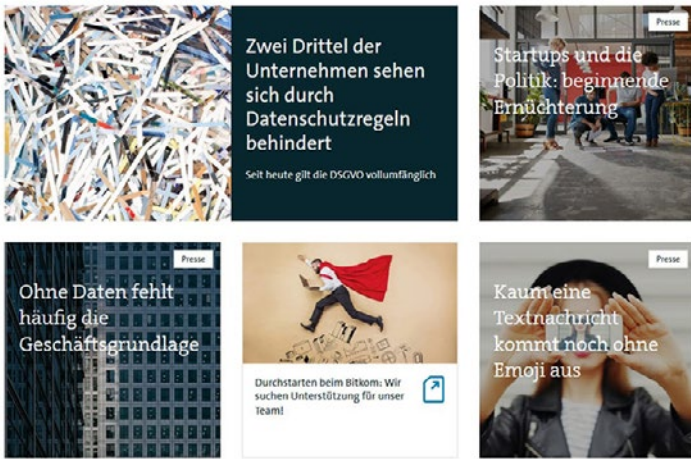 Zwei Drittel der
Unternehmen sehen
sich durch
Datenschutzregeln
behindert
Seit heute gilt die DSGVO vollumfänglich
Presse
Startups und die
Politik: beginnende
Ernüchterung
Presse
Ohne Daten fehlt
häufig die
Geschäftsgrundlage
Durchstarten beim Bitkom: Wir
suchen Unterstützung für unser
Team!
Presse
Kaum eine
Textnachricht
kommt noch ohne
Emoji aus